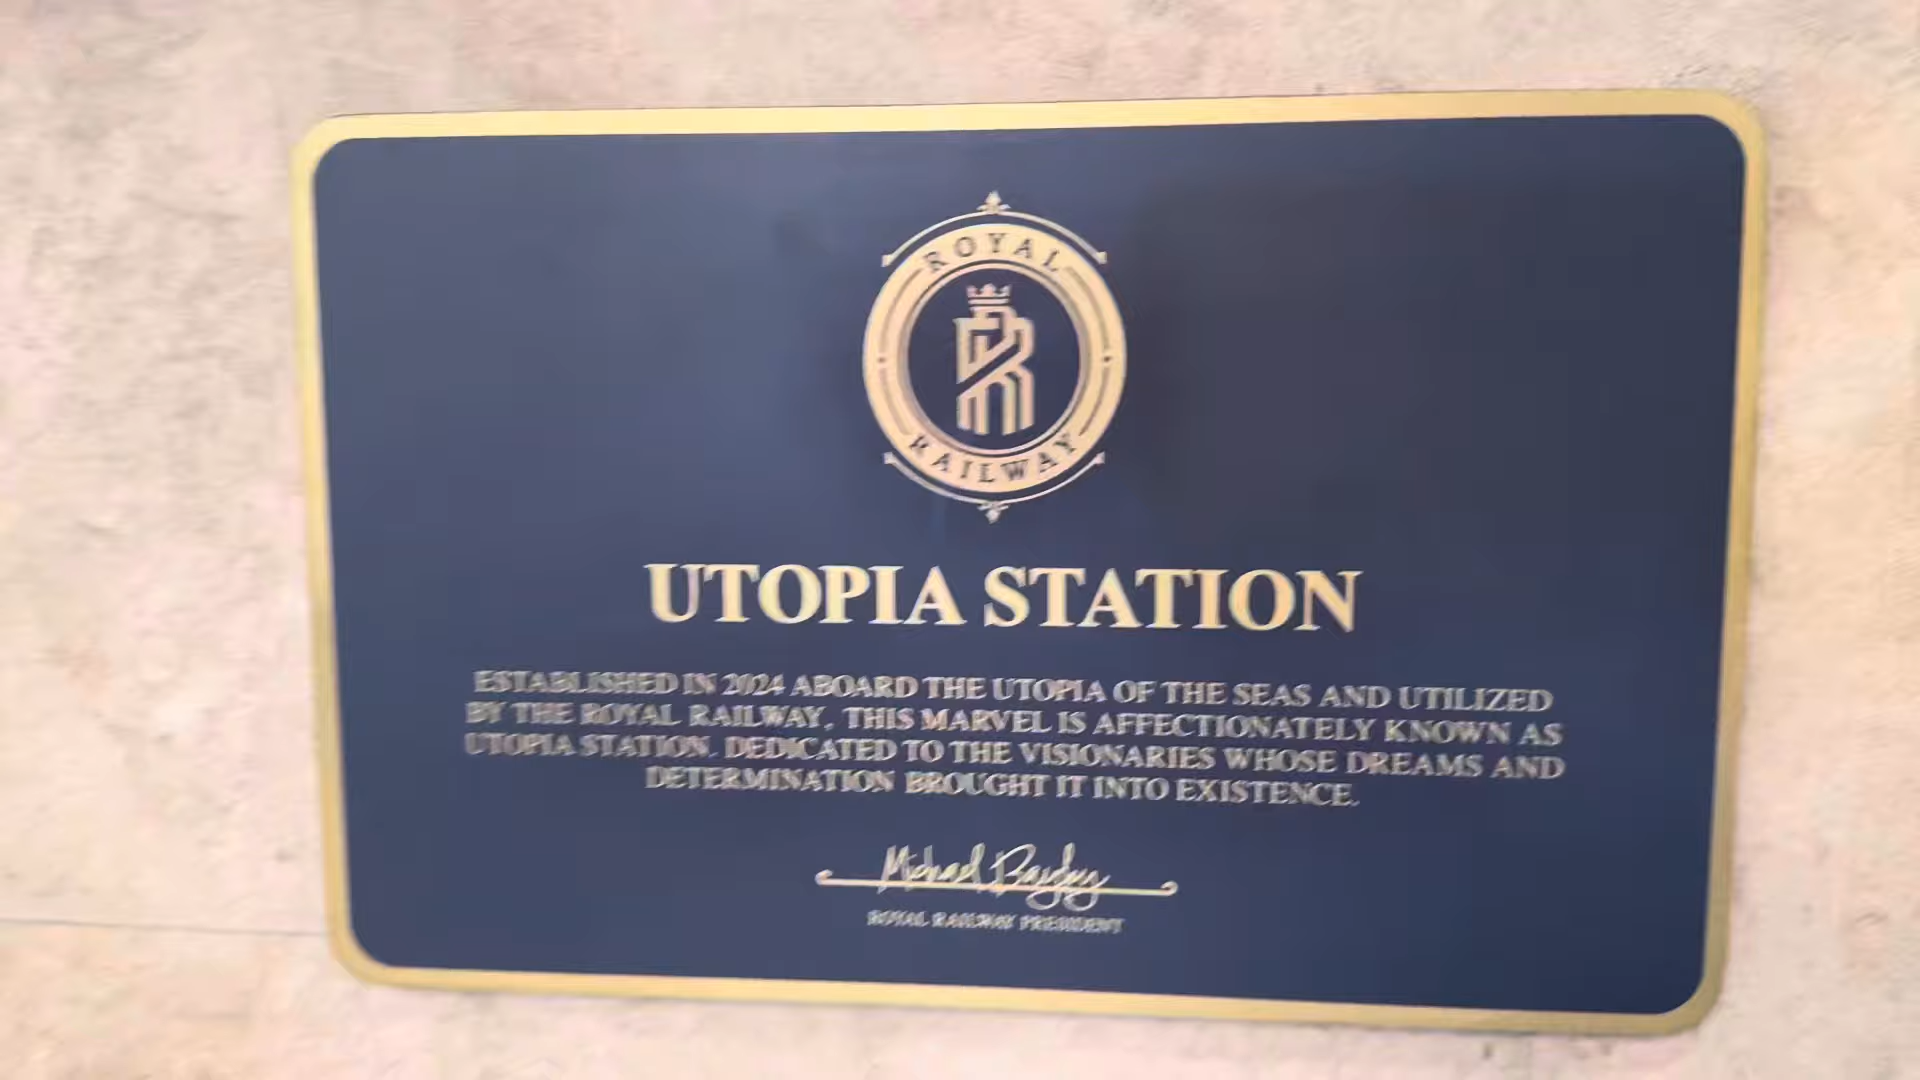 ROYAL
RAILWAY
UTOPIA STATION
ESTABLISHED IN 2024 ABOARD THE UTOPIA OF THE SEAS AND UTILIZED
BY THE ROYAL RAILWAY, THIS MARVEL IS AFFECTIONATELY KNOWN AS
UTOPIA STATION. DEDICATED TO THE VISIONARIES WHOSE DREAMS AND
DETERMINATION BROUGHT IT INTO EXISTENCE.
Michael
ROYAL RAILWAY PRESIDENT